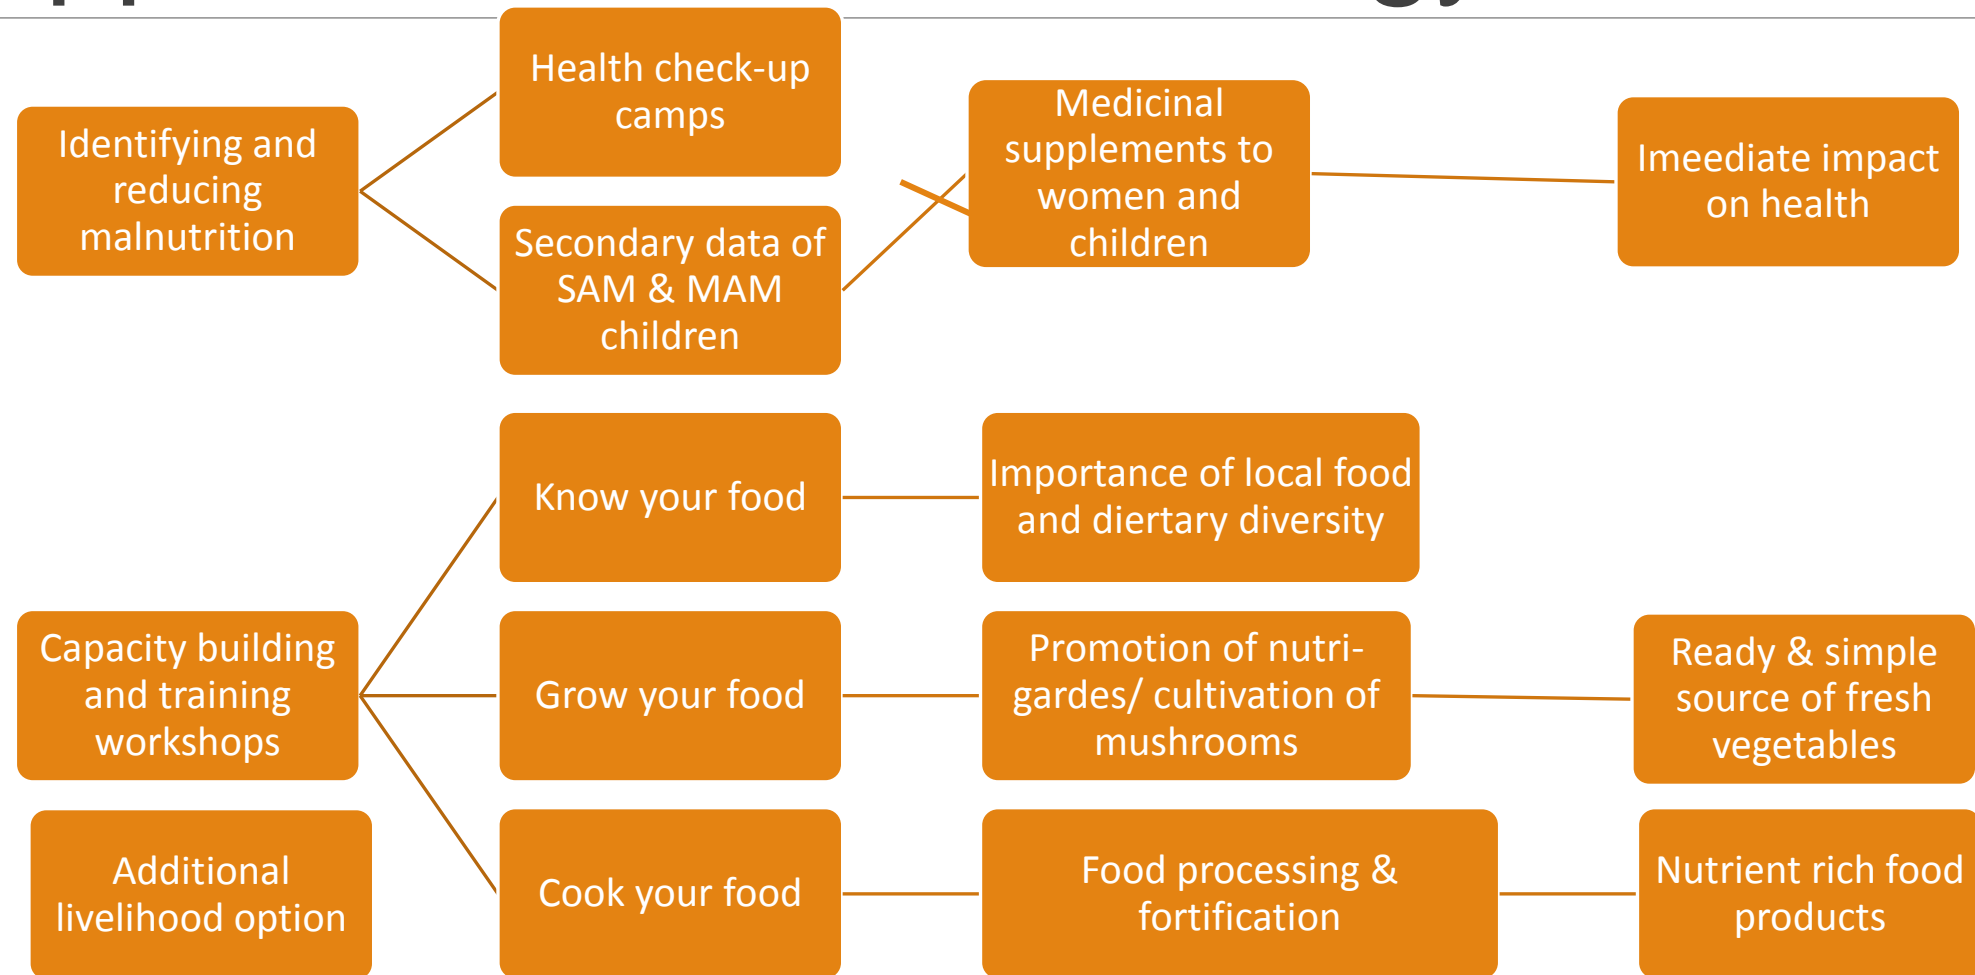 Health check-up
camps
Identifying and
reducing
malnutrition
Secondary data of
SAM & MAM
children
Medicinal
supplements to
women and
children
Imeediate impact
on health
Know your food
Importance of local food
and diertary diversity
Capacity building
and training
workshops
Grow your food
Promotion of nutri-
gardes/ cultivation of
mushrooms
Ready & simple
source of fresh
vegetables
Additional
livelihood option
Cook your food
Food processing &
fortification
Nutrient rich food
products